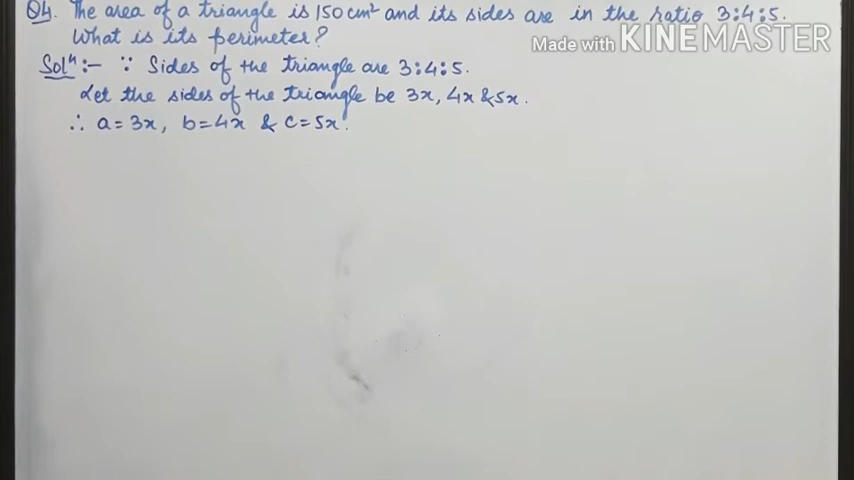 Q4. The area of a triangle is 150 cm² and its sides are in the ratio 3:4:5.
What is its perimeter?
Made with KINEMASTER
Solⁿ :- ∵ Sides of the triangle are 3:4:5.
Let the sides of the triangle be 3x, 4x & 5x.
∴ a = 3x, b = 4x & c = 5x.